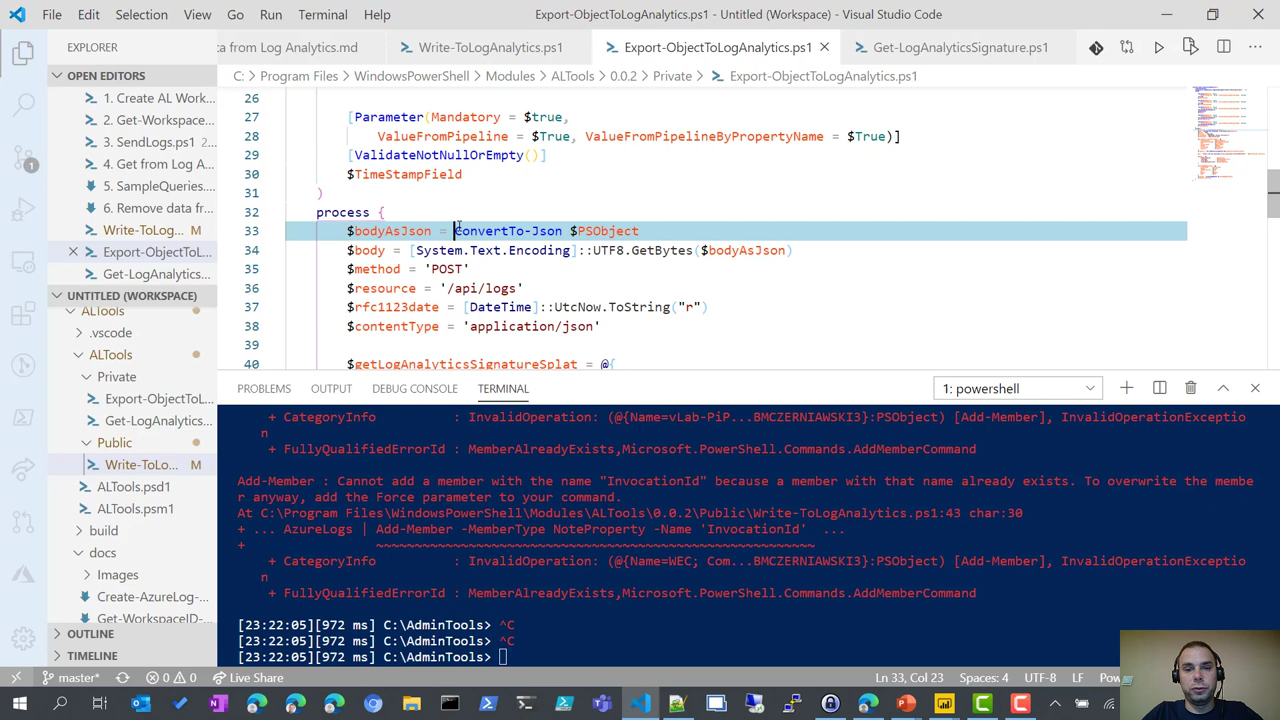 File Edit Selection View Go Run Terminal Help
Export-ObjectToLogAnalytics.ps1 - Untitled (Workspace) - Visual Studio Code
EXPLORER
OPEN EDITORS
1. Create AL Work...
2. Get-Workspace...
3. SendLogs.ps1 M
4. Get from Log A...
5. SampleQueries....
6. Remove data fr...
Write-ToLog... M
Export-ObjectToL...
Get-LogAnalytics...
UNTITLED (WORKSPACE)
ALTools
.vscode
ALTools
Private
Export-ObjectToL...
Get-LogAnalytics...
Public
Write-ToLo... M
ALTools.psd1
ALTools.psm1
build
docs
Images
Create-AzureLog-...
Get-WorkspaceID-...
OUTLINE
TIMELINE
1
ata from Log Analytics.md
Write-ToLogAnalytics.ps1
Export-ObjectToLogAnalytics.ps1
Get-LogAnalyticsSignature.ps1
C: > Program Files > WindowsPowerShell > Modules > ALTools > 0.0.2 > Private > Export-ObjectToLogAnalytics.ps1
26
27 [Parameter(Mandatory = $true,
28 ValueFromPipeline = $True, ValueFromPipelineByPropertyName = $True)]
29 [ValidateNotNullOrEmpty()]
30 $TimeStampField
31 )
32 process {
33 $bodyAsJson = ConvertTo-Json $PSObject
34 $body = [System.Text.Encoding]::UTF8.GetBytes($bodyAsJson)
35 $method = 'POST'
36 $resource = '/api/logs'
37 $rfc1123date = [DateTime]::UtcNow.ToString("r")
38 $contentType = 'application/json'
39
40 $getLogAnalyticsSignatureSplat = @{
PROBLEMS OUTPUT DEBUG CONSOLE TERMINAL
1: powershell
+ CategoryInfo : InvalidOperation: (@{Name=vLab-PiP...BMCZERNIAWSKI3}:PSObject) [Add-Member], InvalidOperationExceptio
n
+ FullyQualifiedErrorId : MemberAlreadyExists,Microsoft.PowerShell.Commands.AddMemberCommand
Add-Member : Cannot add a member with the name "InvocationId" because a member with that name already exists. To overwrite the membe
r anyway, add the Force parameter to your command.
At C:\Program Files\WindowsPowerShell\Modules\ALTools\0.0.2\Public\Write-ToLogAnalytics.ps1:43 char:30
+ ... AzureLogs | Add-Member -MemberType NoteProperty -Name 'InvocationId' ...
+ ~~~~~~~~~~~~~~~~~~~~~~~~~~~~~~~~~~~~~~~~~~~~~~~~~~~~~~~~~
+ CategoryInfo : InvalidOperation: (@{Name=WEC; Com...BMCZERNIAWSKI3}:PSObject) [Add-Member], InvalidOperationExceptio
n
+ FullyQualifiedErrorId : MemberAlreadyExists,Microsoft.PowerShell.Commands.AddMemberCommand
[23:22:05][972 ms] C:\AdminTools> ^C
[23:22:05][972 ms] C:\AdminTools> ^C
[23:22:05][972 ms] C:\AdminTools>
master* 0 0 Live Share
Ln 33, Col 23 Spaces: 4 UTF-8 LF